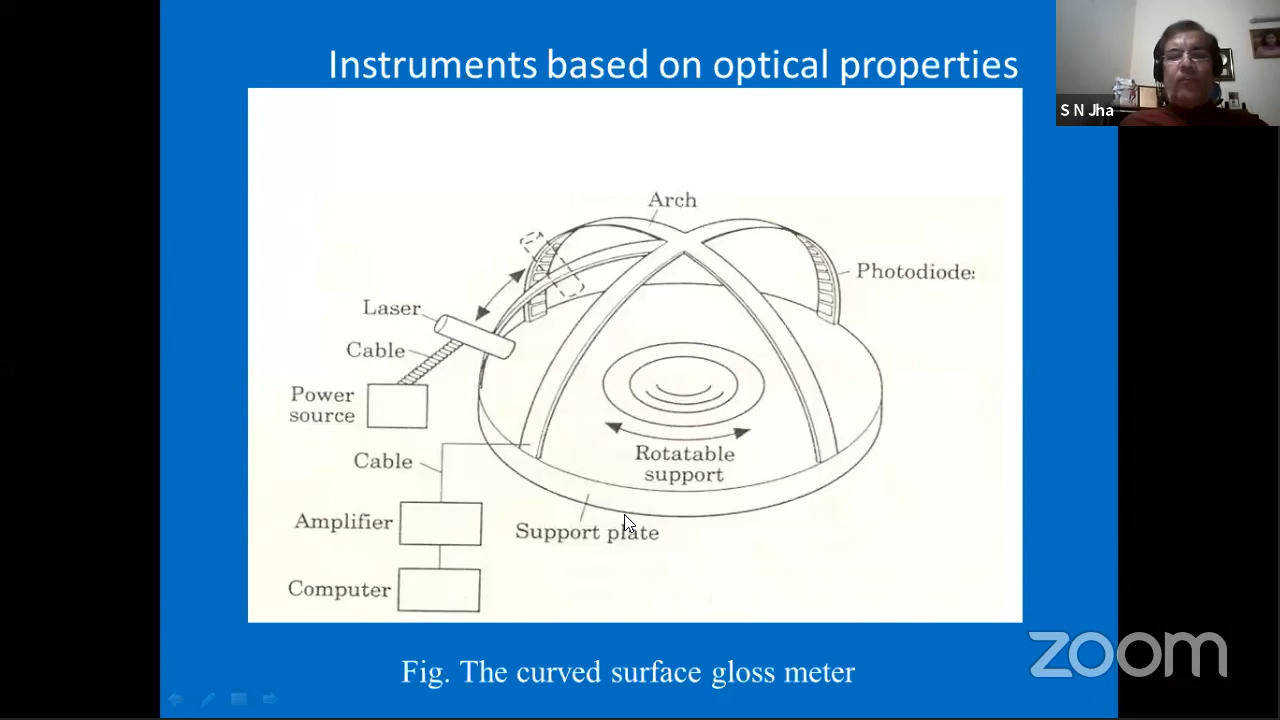 Instruments based on optical properties
S N Jha
Arch
Photodiode:
Laser
Cable
Power
source
Rotatable
support
Cable
Amplifier
Support plate
Computer
zoom
Fig. The curved surface gloss meter